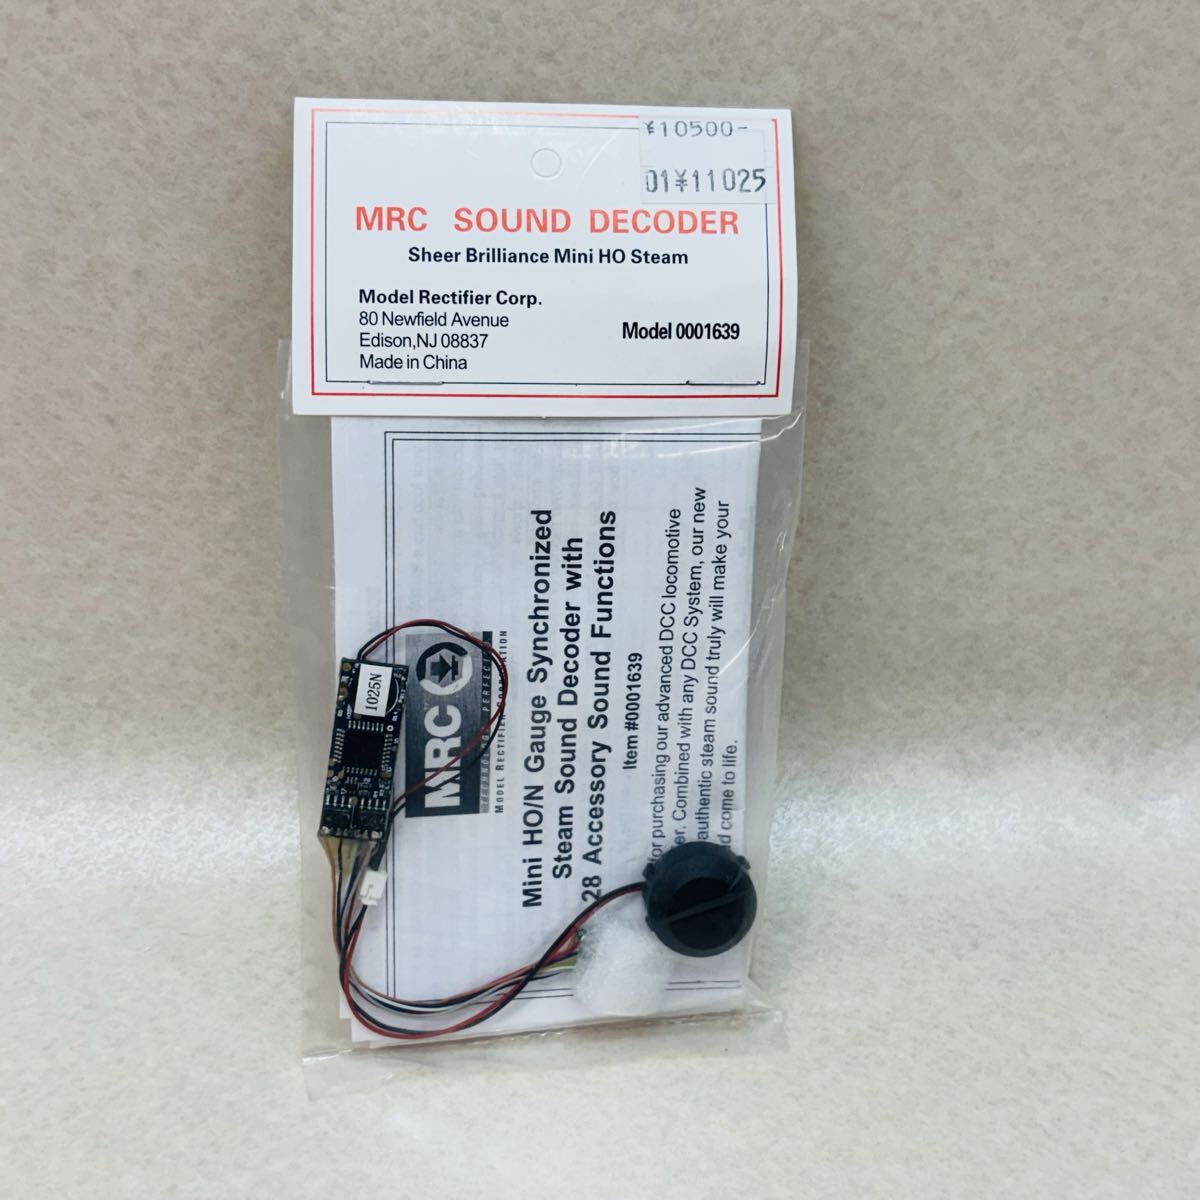 ¥10500-
01¥11025
MRC SOUND DECODER
Sheer Brilliance Mini HO Steam
Model Rectifier Corp.
80 Newfield Avenue
Edison,NJ 08837
Made in China
Model 0001639
1025N
MRC
MODEL RECTIFIER CORPORATION
Mini HO/N Gauge Synchronized
Steam Sound Decoder with
28 Accessory Sound Functions
Item #0001639
for purchasing our advanced DCC locomotive
Combined with any DCC System, our new
authentic steam sound truly will make your
come to life.